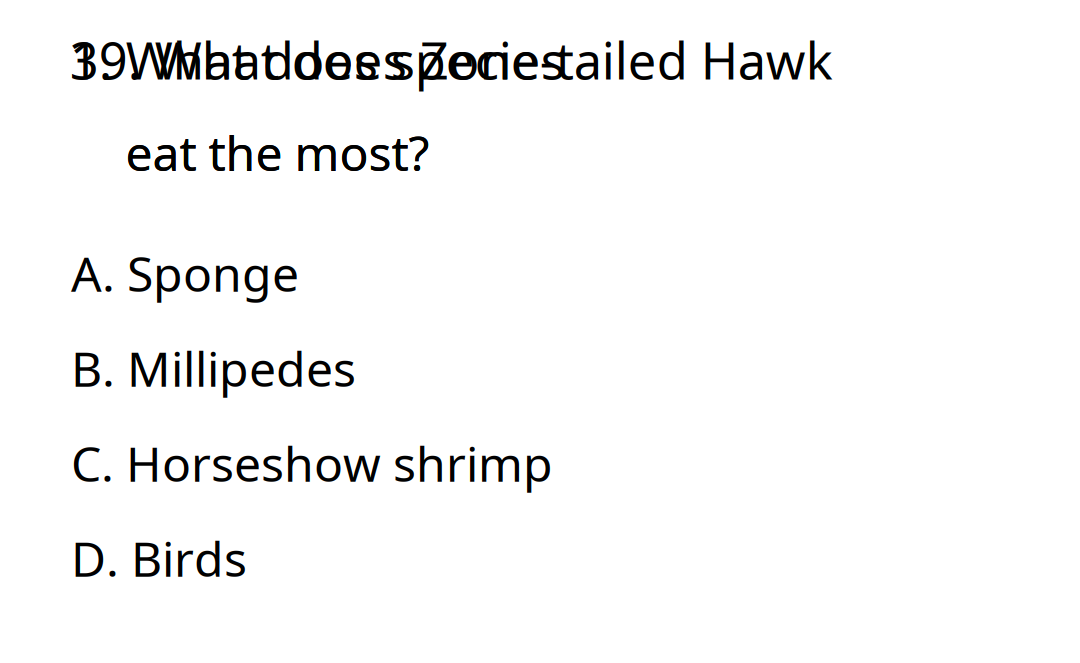 39. What does Zone-tailed Hawk
eat the most?
A. Sponge
B. Millipedes
C. Horseshow shrimp
D. Birds